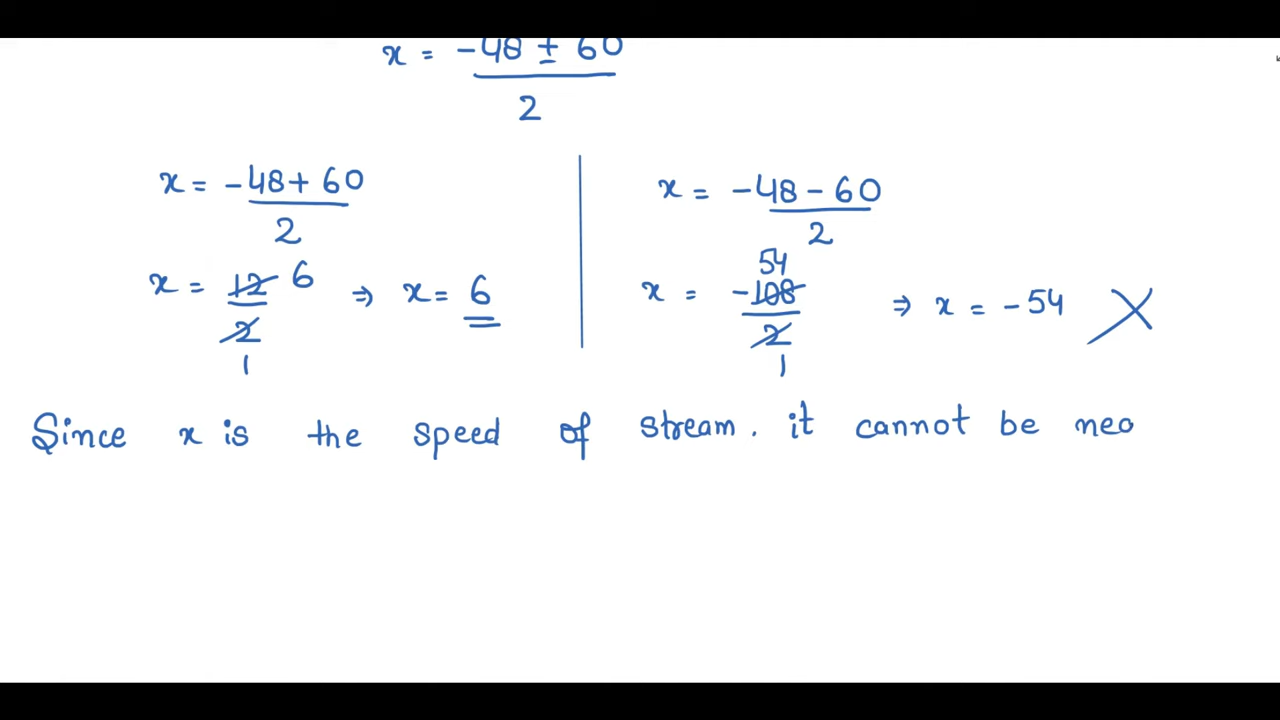 x = -48 ± 60 / 2
x = -48 + 60 / 2
x = 12 6 / 2 1 ⇒ x = 6
x = -48 - 60 / 2
x = 54 -108 / 2 1 ⇒ x = -54
Since x is the speed of stream. it cannot be neo